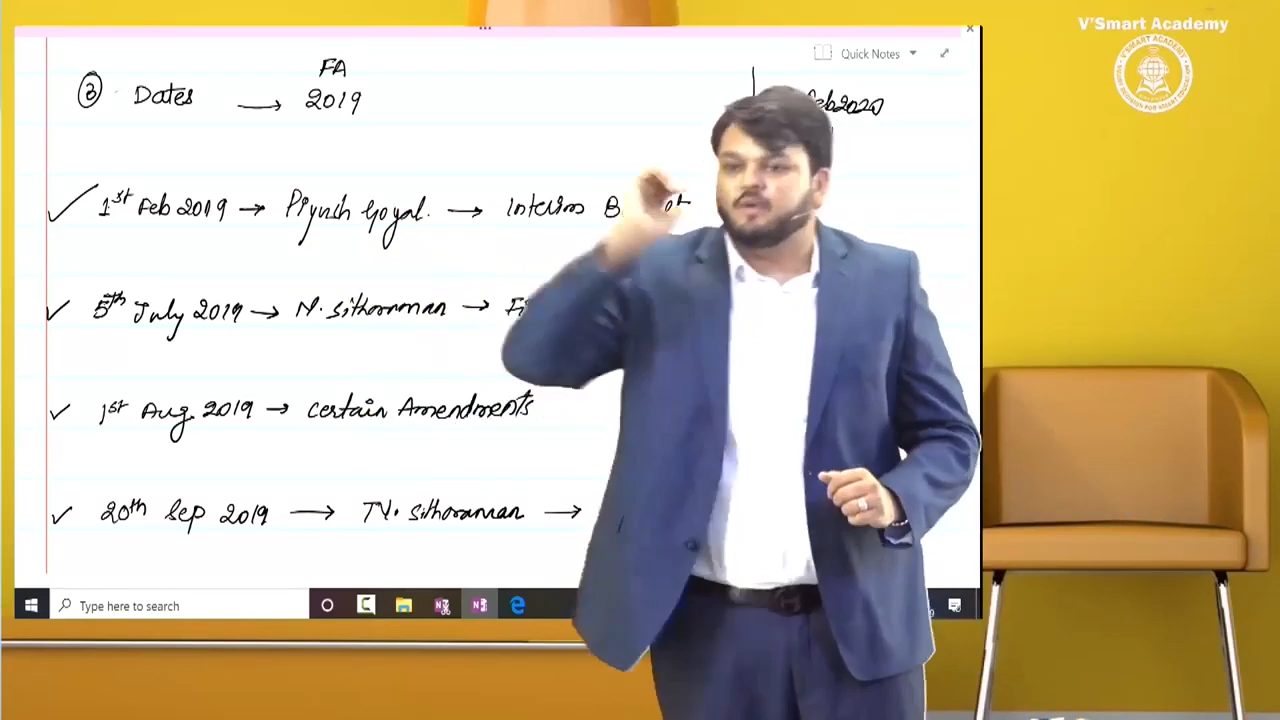 V'Smart Academy
Quick Notes
③ Dates → FA 2019
Feb 2020
1st Feb 2019 → Piyush Goyal. → Interim
5th July 2019 → N. Sitharaman →
1st Aug 2019 → certain Amendments
20th Sep 2019 → N. Sitharaman →
Type here to search